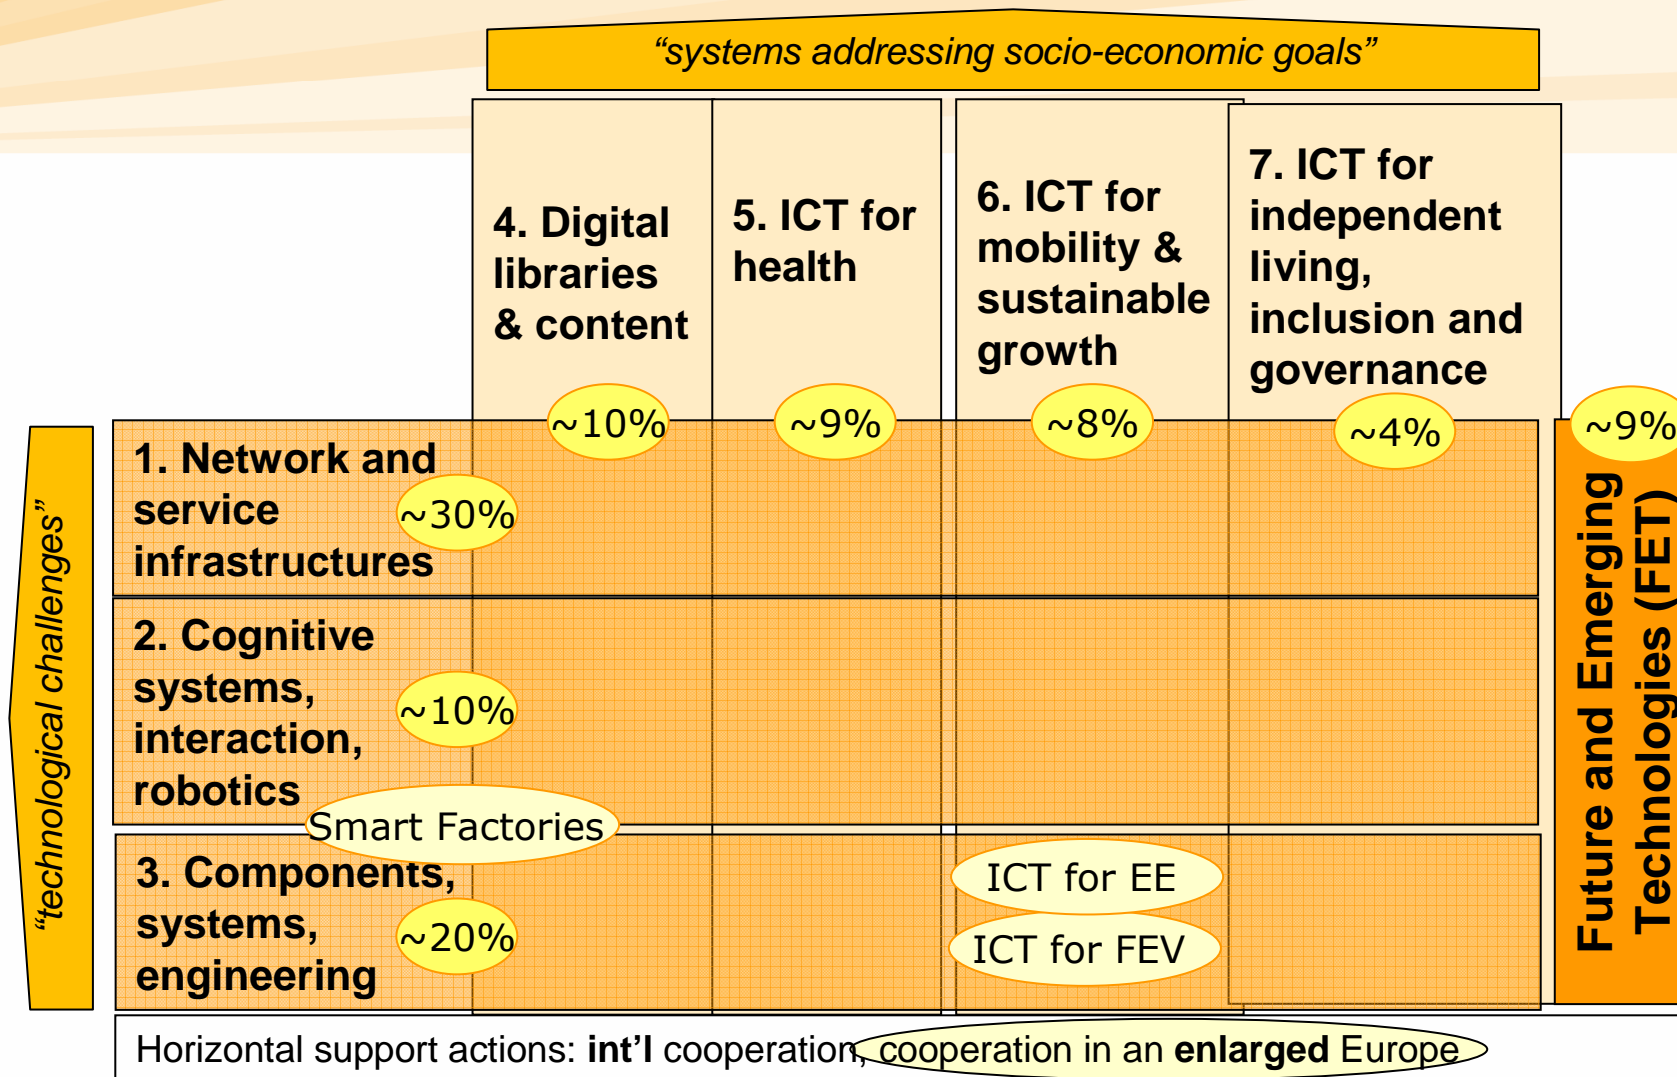 “systems addressing socio-economic goals”
4. Digital
libraries
& content
5. ICT for
health
6. ICT for
mobility &
sustainable
growth
7. ICT for
independent
living,
inclusion and
governance
~10%
~9%
~8%
~4%
~9%
“technological challenges”
1. Network and
service
infrastructures
~30%
2. Cognitive
systems,
interaction,
robotics
~10%
Smart Factories
3. Components,
systems,
engineering
~20%
ICT for EE
ICT for FEV
Future and Emerging
Technologies (FET)
Horizontal support actions: int’l cooperation, cooperation in an enlarged Europe